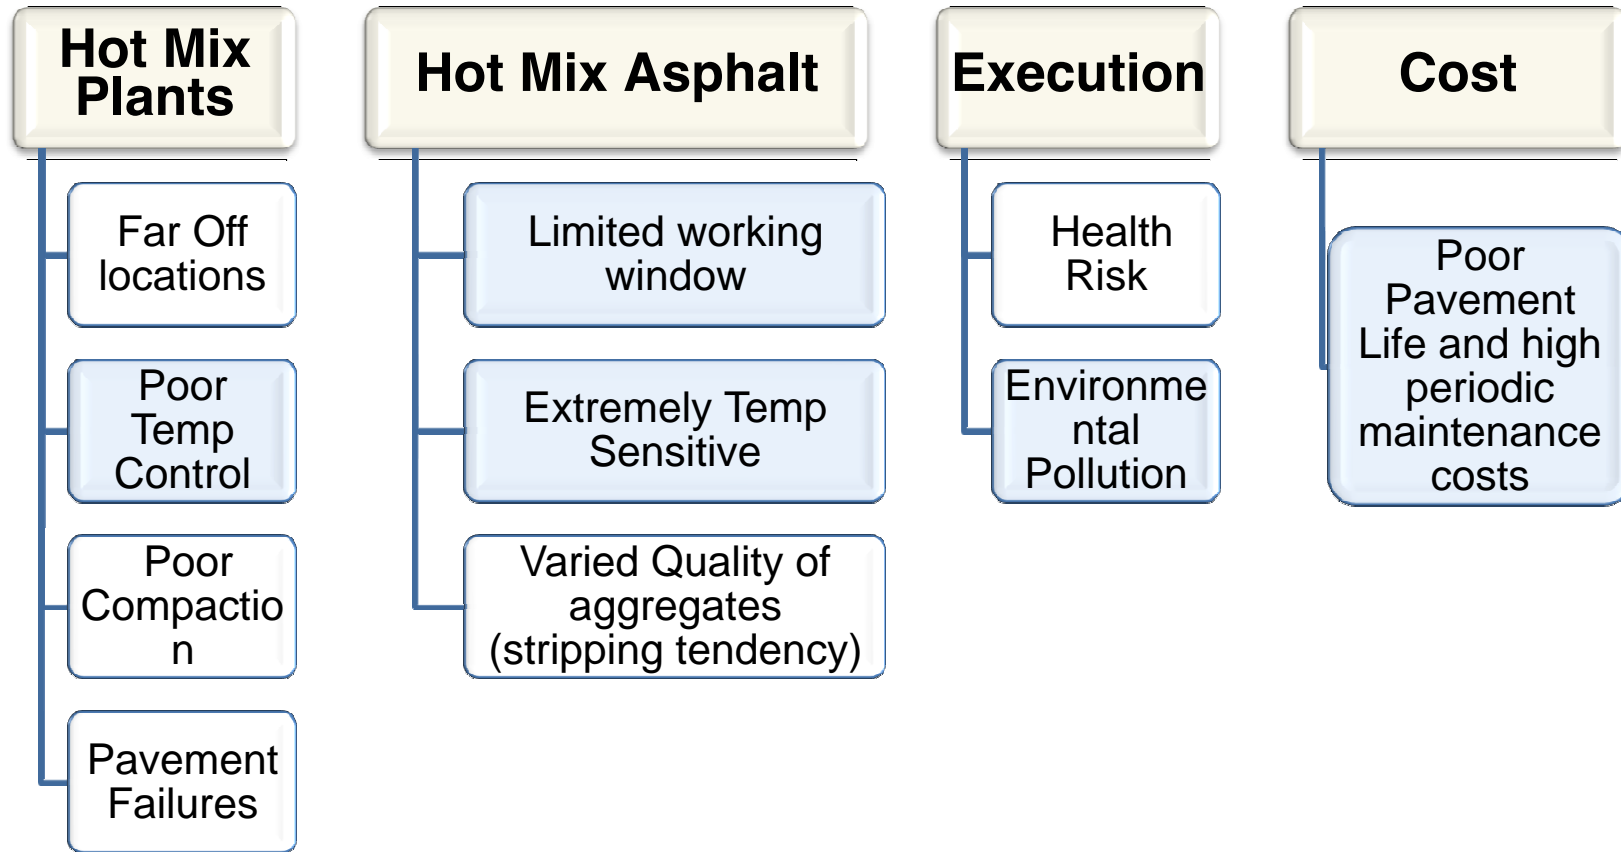 Hot Mix
Plants
Far Off
locations
Poor
Temp
Control
Poor
Compactio
n
Pavement
Failures
Hot Mix Asphalt
Limited working
window
Extremely Temp
Sensitive
Varied Quality of
aggregates
(stripping tendency)
Execution
Health
Risk
Environme
ntal
Pollution
Cost
Poor
Pavement
Life and high
periodic
maintenance
costs